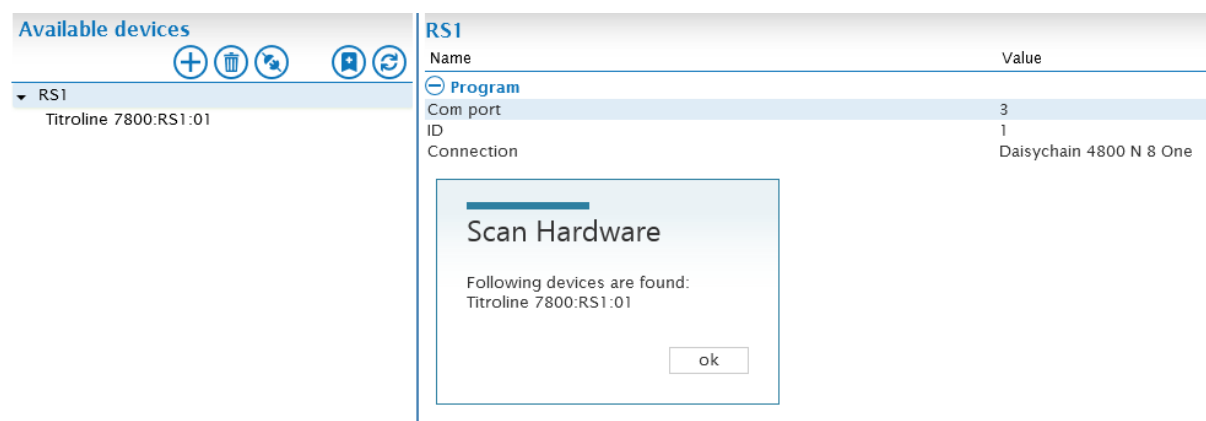 Available devices
RS1
Titroline 7800:RS1:01
RS1
Name Value
Program
Com port 3
ID 1
Connection Daisychain 4800 N 8 One
Scan Hardware
Following devices are found:
Titroline 7800:RS1:01
ok